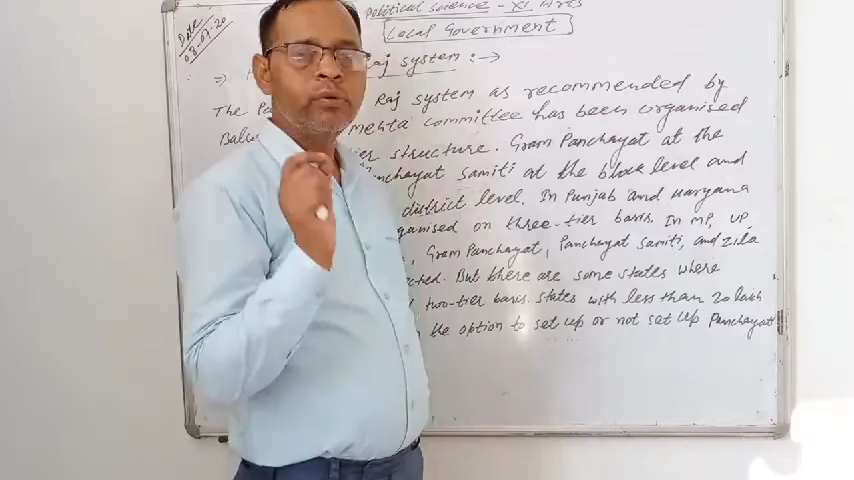 Political Science - XI Arts
Date
08-07-20
Local Government
⇒ Raj system :→
The Raj system as recommended by
mehta committee has been organised
structure. Gram Panchayat at the
Panchayat samiti at the block level and
district level. In Punjab and Haryana
on three-tier basis. In MP, UP
Gram Panchayat, Panchayat samiti, and Zila
But there are some states where
two-tier basis. states with less than 20 lakh
the option to set up or not set up Panchayat